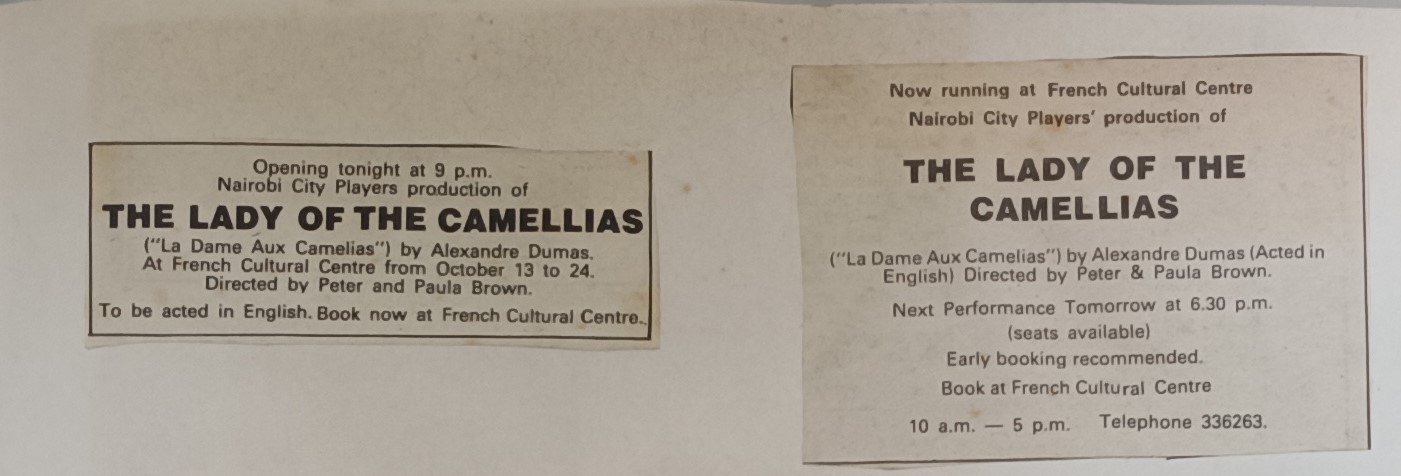 Opening tonight at 9 p.m.
Nairobi City Players production of
THE LADY OF THE CAMELLIAS
("La Dame Aux Camelias") by Alexandre Dumas.
At French Cultural Centre from October 13 to 24.
Directed by Peter and Paula Brown.
To be acted in English. Book now at French Cultural Centre.
Now running at French Cultural Centre
Nairobi City Players' production of
THE LADY OF THE
CAMELLIAS
("La Dame Aux Camelias") by Alexandre Dumas (Acted in
English) Directed by Peter & Paula Brown.
Next Performance Tomorrow at 6.30 p.m.
(seats available)
Early booking recommended.
Book at French Cultural Centre
10 a.m. — 5 p.m. Telephone 336263.